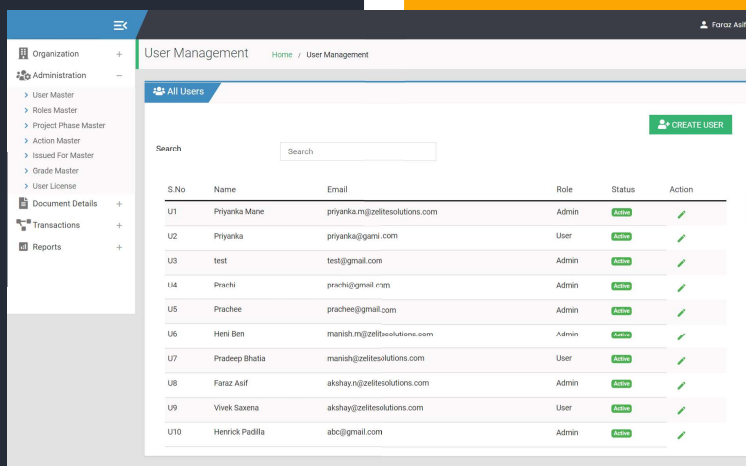 Faraz Asif
Organization +
User Management Home / User Management
Administration −
All Users
> User Master
> Roles Master
> Project Phase Master
> Action Master
> Issued For Master
> Grade Master
> User License
Document Details +
Transactions +
Reports +
CREATE USER
Search Search
S.No Name Email Role Status Action
U1 Priyanka Mane priyanka.m@zelitesolutions.com Admin Active
U2 Priyanka priyanka@gami.com User Active
U3 test test@gmail.com Admin Active
U4 Prachi prachi@gmail.com Admin Active
U5 Prachee prachee@gmail.com Admin Active
U6 Heni Ben manish.m@zelitesolutions.com Admin Active
U7 Pradeep Bhatia manish@zelitesolutions.com User Active
U8 Faraz Asif akshay.n@zelitesolutions.com Admin Active
U9 Vivek Saxena akshay@zelitesolutions.com User Active
U10 Henrick Padilla abc@gmail.com Admin Active